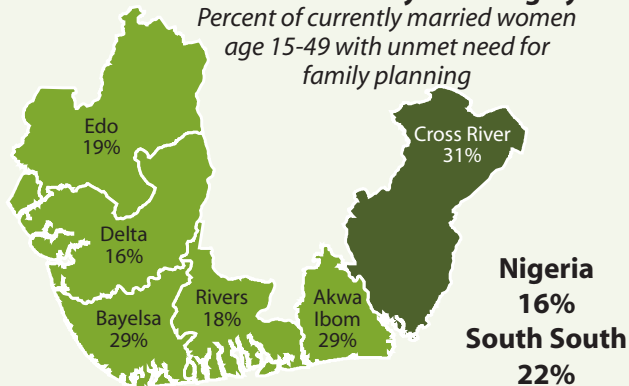 Percent of currently married women
age 15-49 with unmet need for
family planning
Edo
19%
Cross River
31%
Delta
16%
Bayelsa
29%
Rivers
18%
Akwa
Ibom
29%
Nigeria
16%
South South
22%